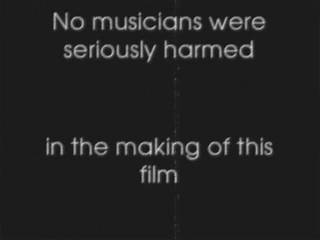 No musicians were
seriously harmed
in the making of this
film